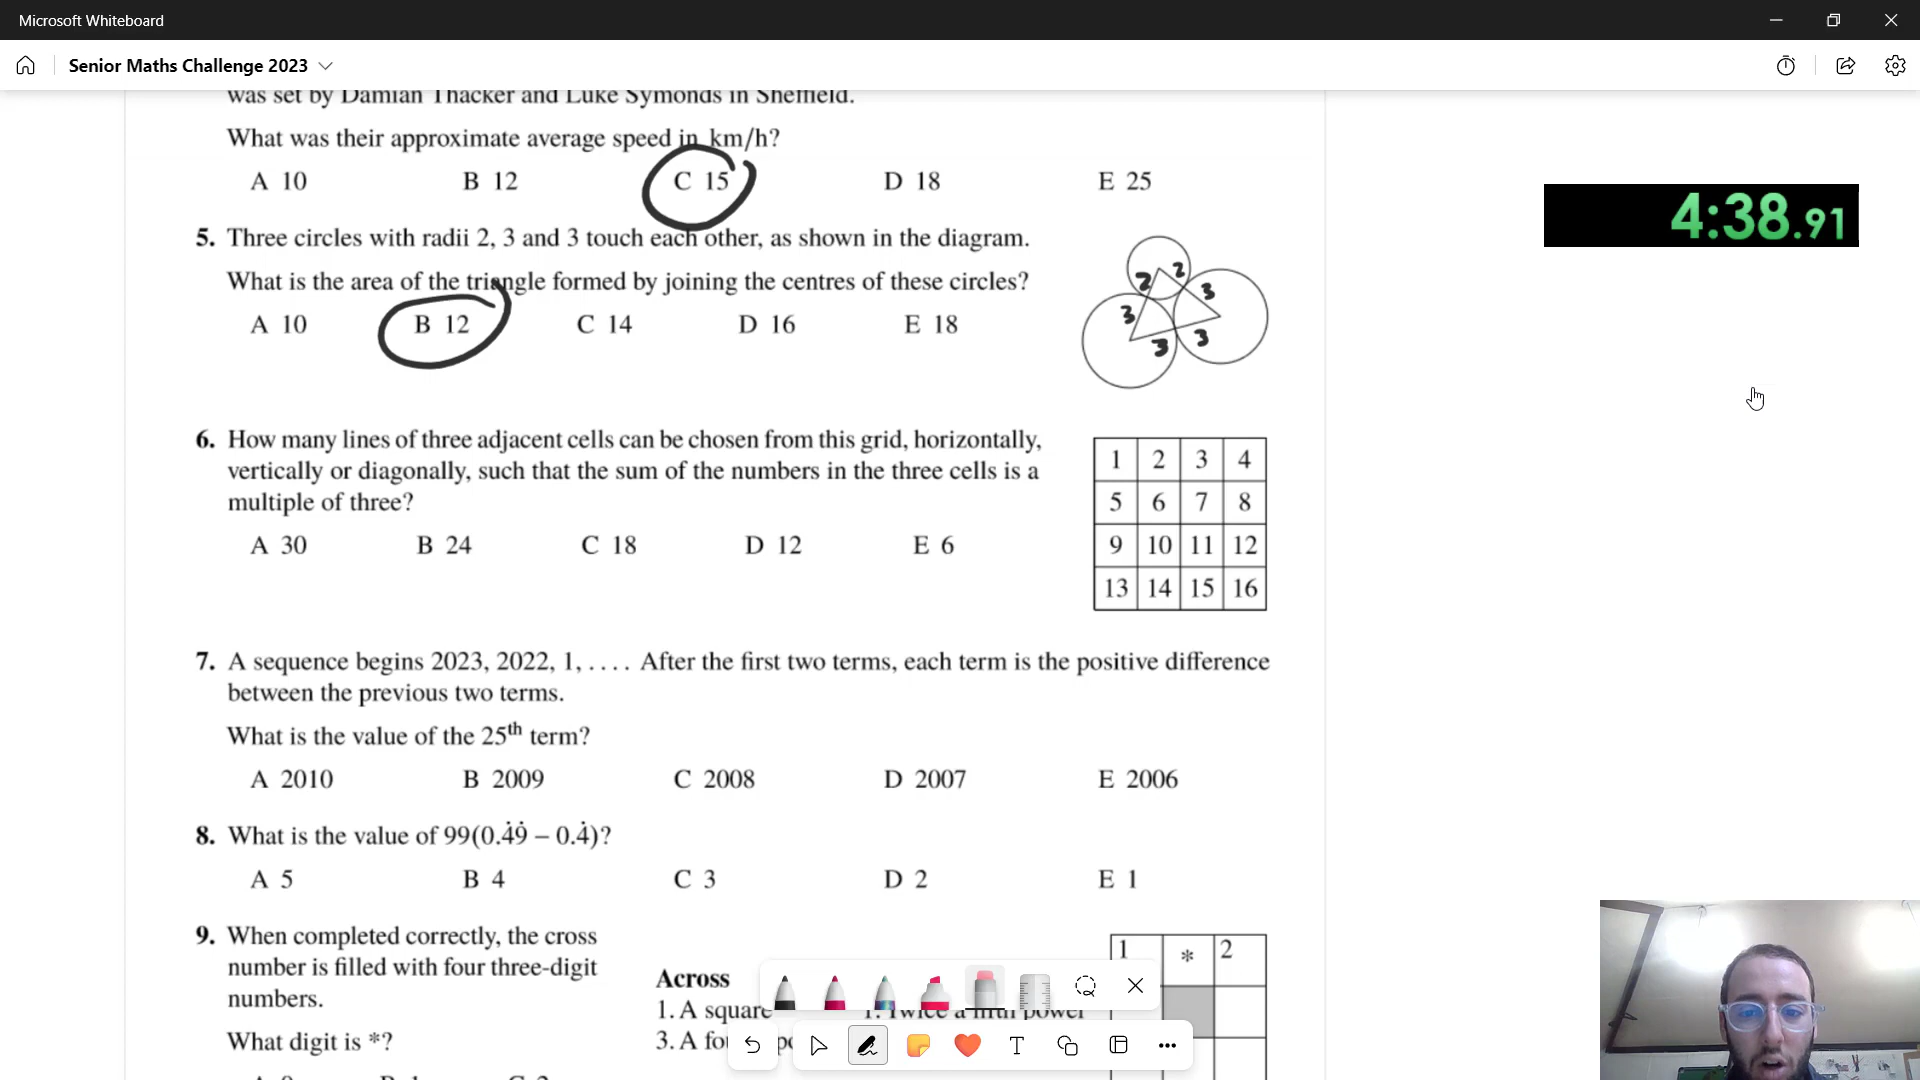 Microsoft Whiteboard
Senior Maths Challenge 2023
was set by Damian Thacker and Luke Symonds in Sheffield.
What was their approximate average speed in km/h?
A 10 B 12 C 15 D 18 E 25
4:38.91
5. Three circles with radii 2, 3 and 3 touch each other, as shown in the diagram.
What is the area of the triangle formed by joining the centres of these circles?
A 10 B 12 C 14 D 16 E 18
2 2
3 3
3 3
6. How many lines of three adjacent cells can be chosen from this grid, horizontally,
vertically or diagonally, such that the sum of the numbers in the three cells is a
multiple of three?
A 30 B 24 C 18 D 12 E 6
1 2 3 4
5 6 7 8
9 10 11 12
13 14 15 16
7. A sequence begins 2023, 2022, 1, . . . . After the first two terms, each term is the positive difference
between the previous two terms.
What is the value of the 25th term?
A 2010 B 2009 C 2008 D 2007 E 2006
8. What is the value of 99(0.4̇9̇ – 0.4̇)?
A 5 B 4 C 3 D 2 E 1
9. When completed correctly, the cross
number is filled with four three-digit
numbers.
What digit is *?
Across
1. A square
3. A fo
1. Twice a fifth power
1 * 2
T